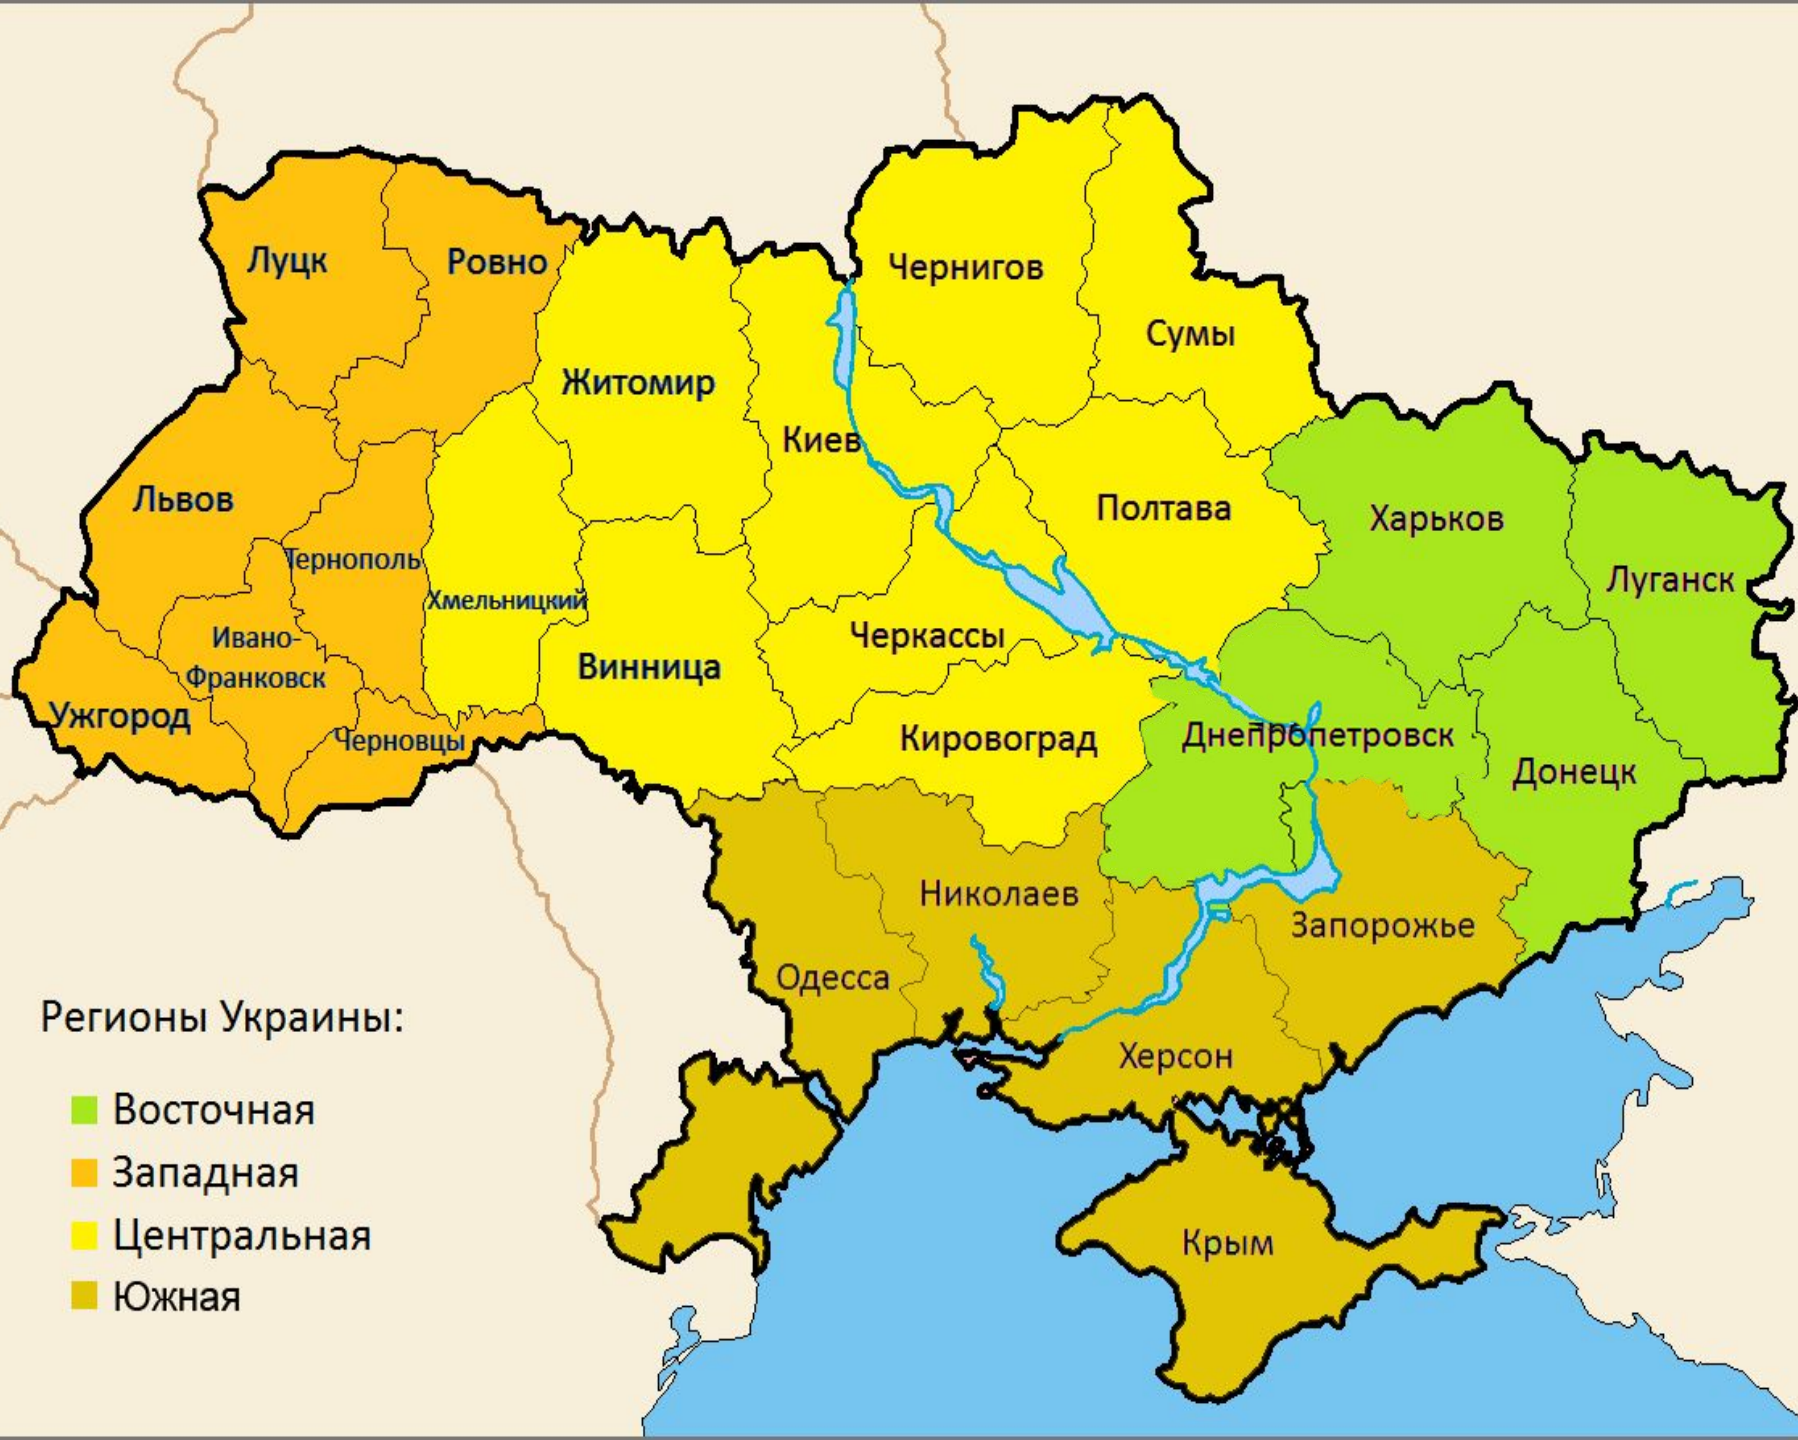 Луцк
Ровно
Чернигов
Сумы
Житомир
Киев
Львов
Полтава
Харьков
Тернополь
Луганск
Хмельницкий
Ивано-
Франковск
Черкассы
Винница
Ужгород
Черновцы
Кировоград
Днепропетровск
Донецк
Николаев
Запорожье
Одесса
Херсон
Крым
Регионы Украины:
Восточная
Западная
Центральная
Южная